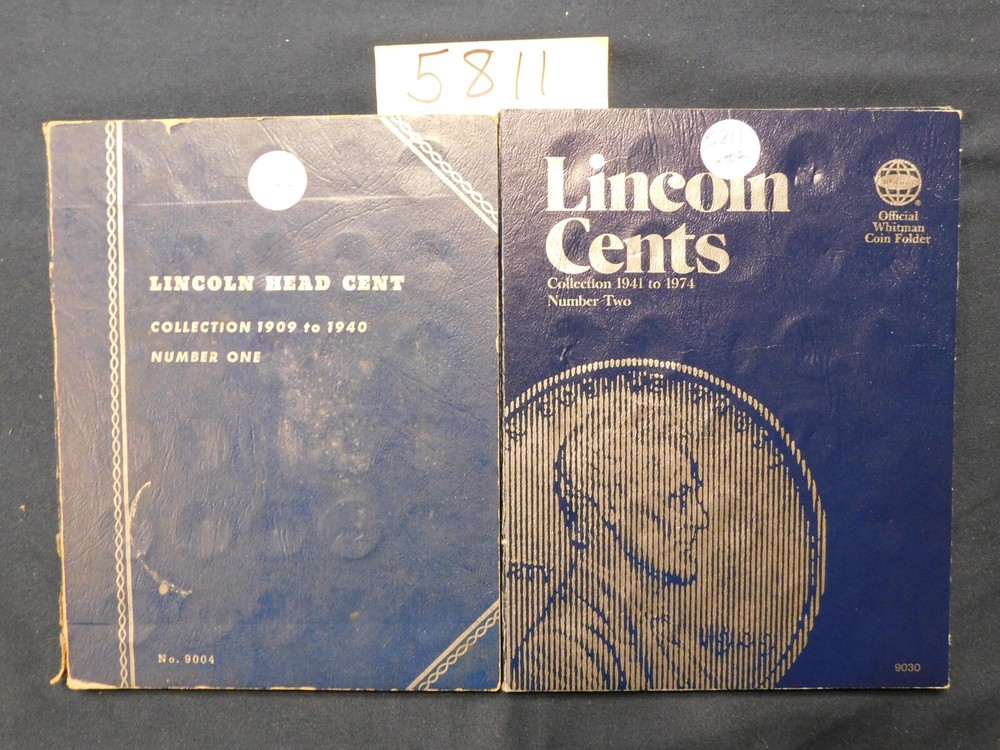 5811
LINCOLN HEAD CENT
COLLECTION 1909 to 1940
NUMBER ONE
No. 9004
Lincoln
Cents
Collection 1941 to 1974
Number Two
Official
Whitman
Coin Folder
1909
9030